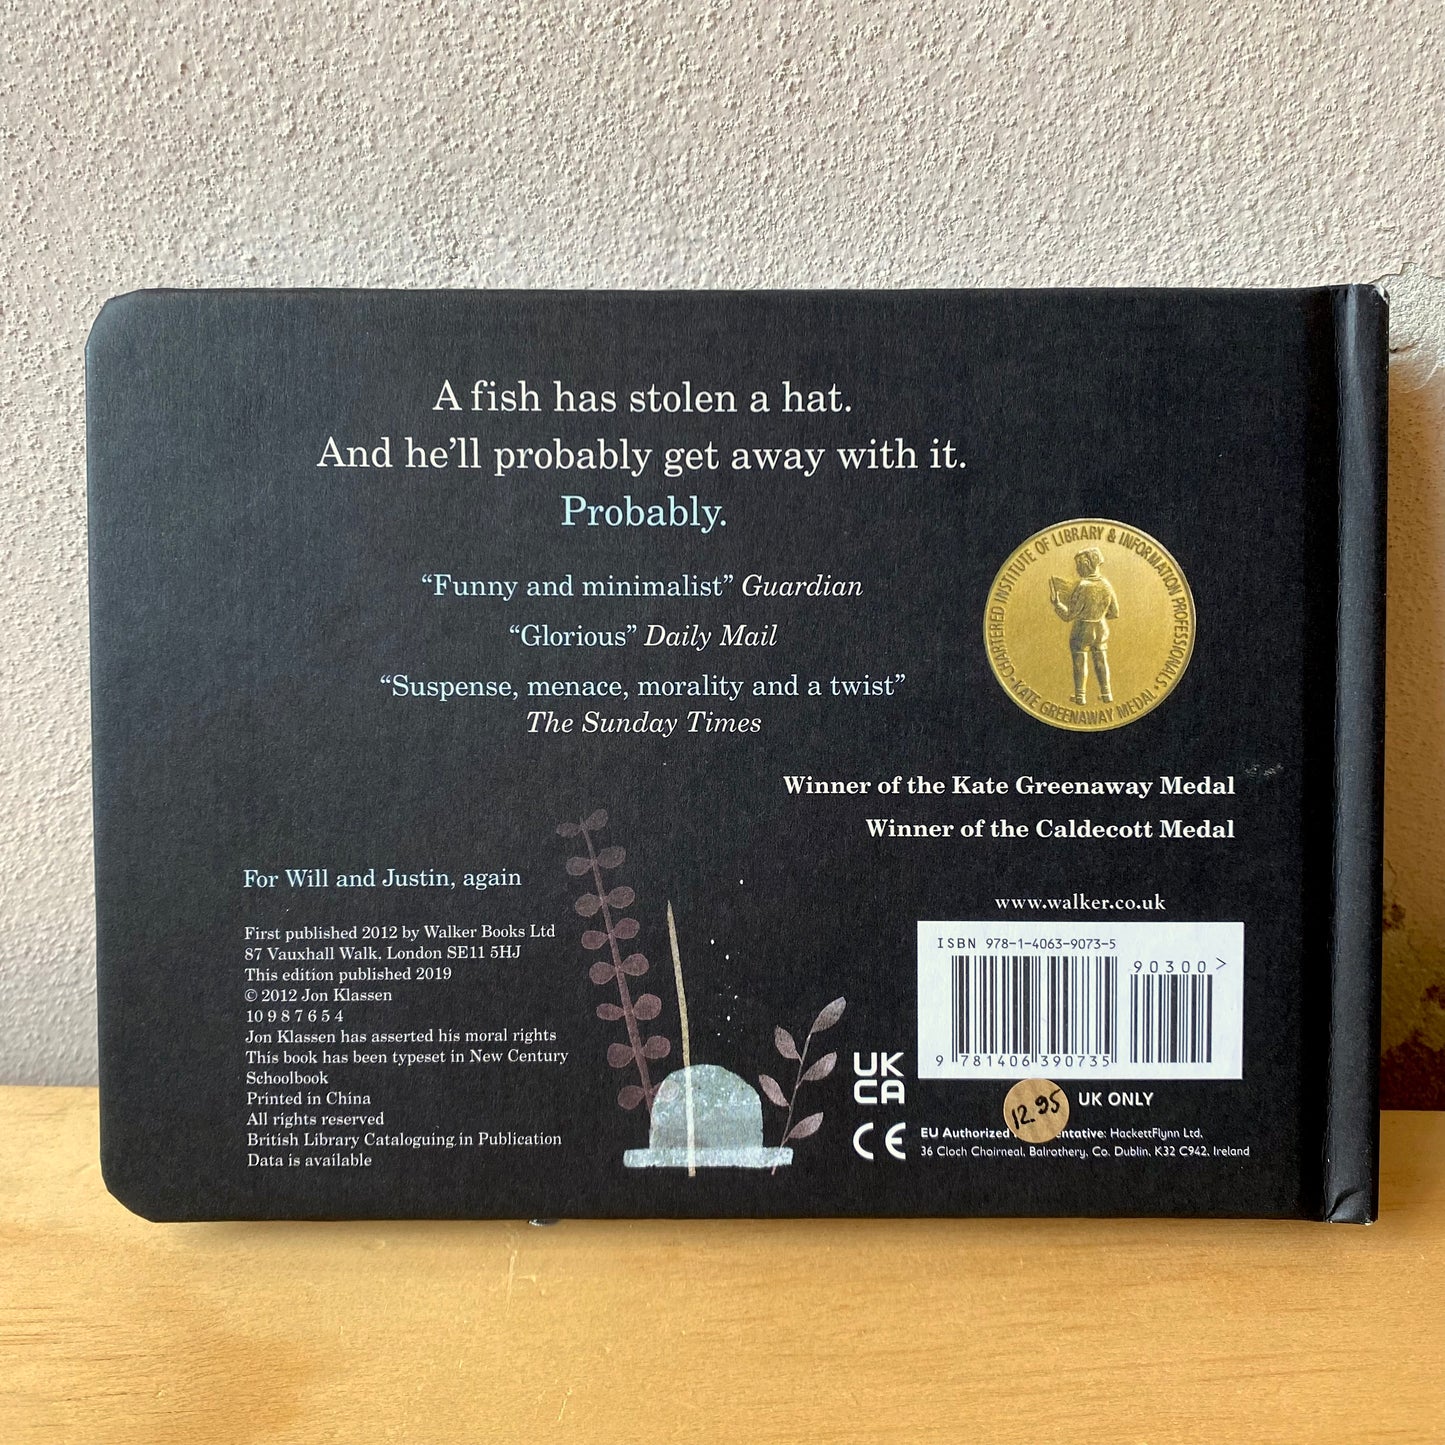 A fish has stolen a hat.
And he’ll probably get away with it.
Probably.
“Funny and minimalist” Guardian
“Glorious” Daily Mail
“Suspense, menace, morality and a twist”
The Sunday Times
CHARTERED INSTITUTE OF LIBRARY & INFORMATION PROFESSIONALS
• KATE GREENAWAY MEDAL •
Winner of the Kate Greenaway Medal
Winner of the Caldecott Medal
For Will and Justin, again
First published 2012 by Walker Books Ltd
87 Vauxhall Walk, London SE11 5HJ
This edition published 2019
© 2012 Jon Klassen
10 9 8 7 6 5 4
Jon Klassen has asserted his moral rights
This book has been typeset in New Century
Schoolbook
Printed in China
All rights reserved
British Library Cataloguing in Publication
Data is available
www.walker.co.uk
ISBN 978-1-4063-9073-5
90300>
9 781406 390735
UK
CA
UK ONLY
12.95
CE
EU Authorized entative: HackettFlynn Ltd,
36 Cloch Choirneal, Balrothery, Co. Dublin, K32 C942, Ireland